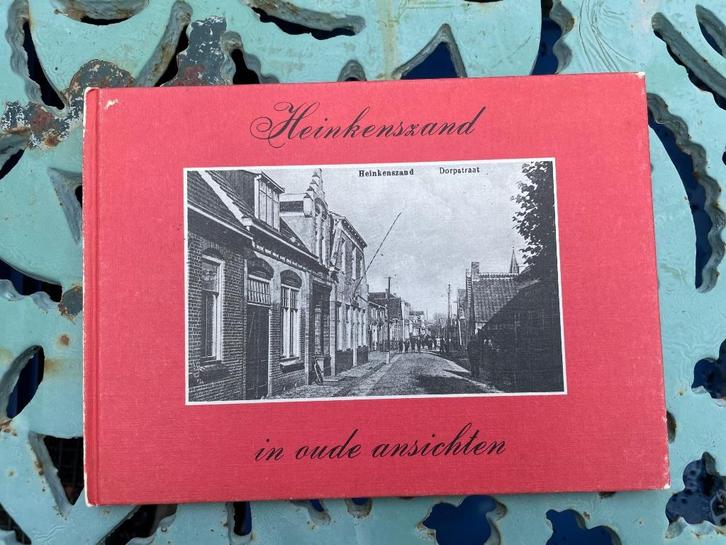 Heinkenszand
Heinkenszand Dorpstraat
in oude ansichten